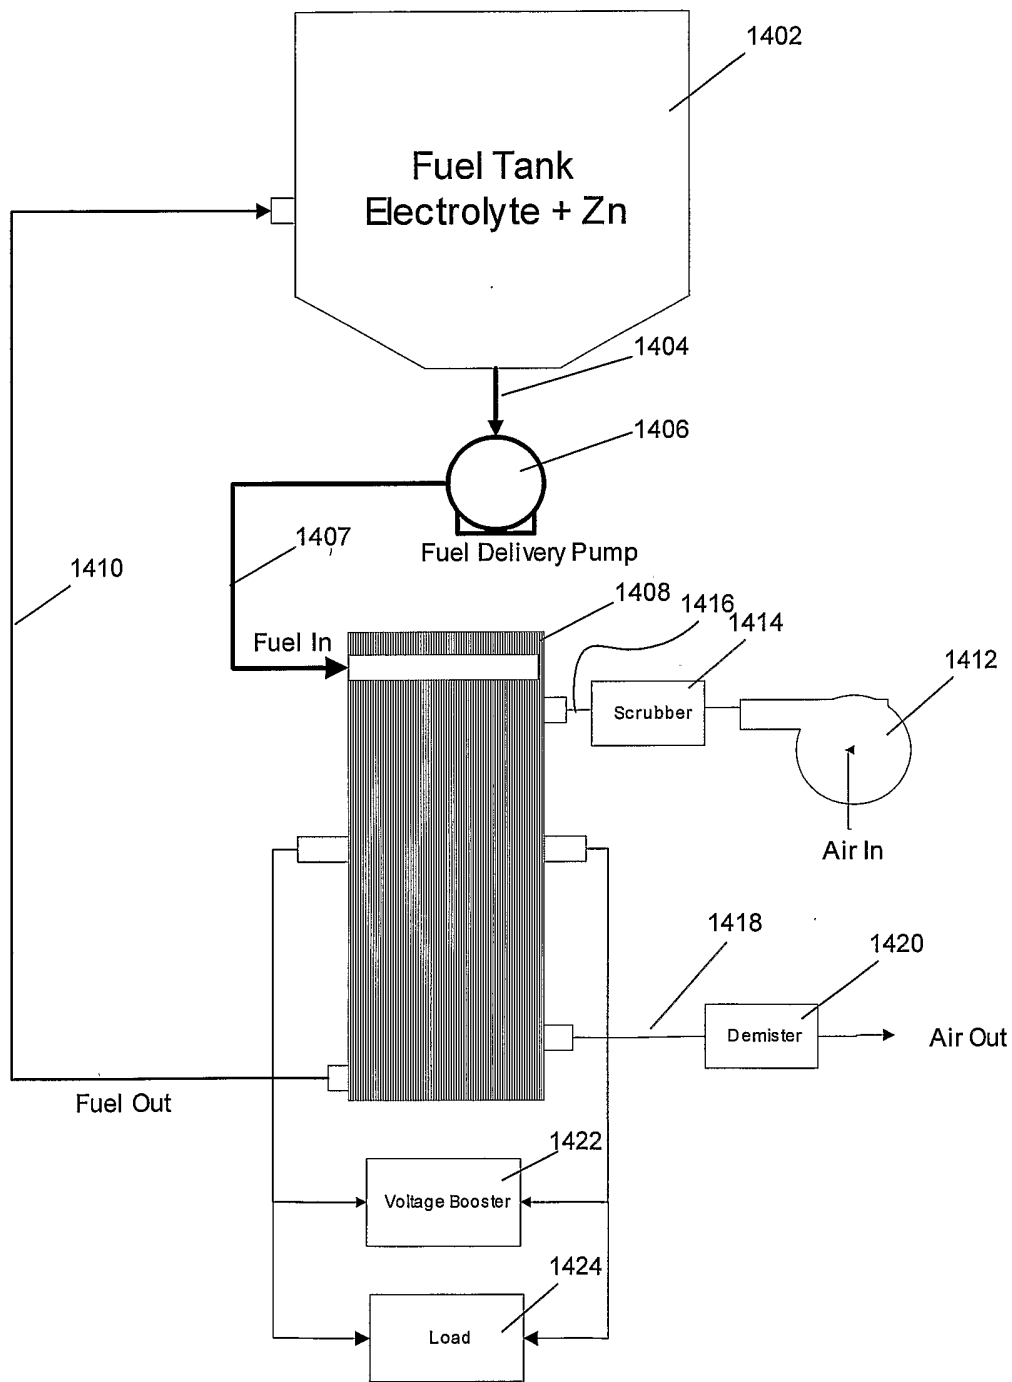 1402
Fuel Tank
Electrolyte + Zn
1404
1406
1407
Fuel Delivery Pump
1410
1408
1416
1414
1412
Fuel In
Scrubber
Air In
1418
1420
Demister
Air Out
Fuel Out
1422
Voltage Booster
1424
Load